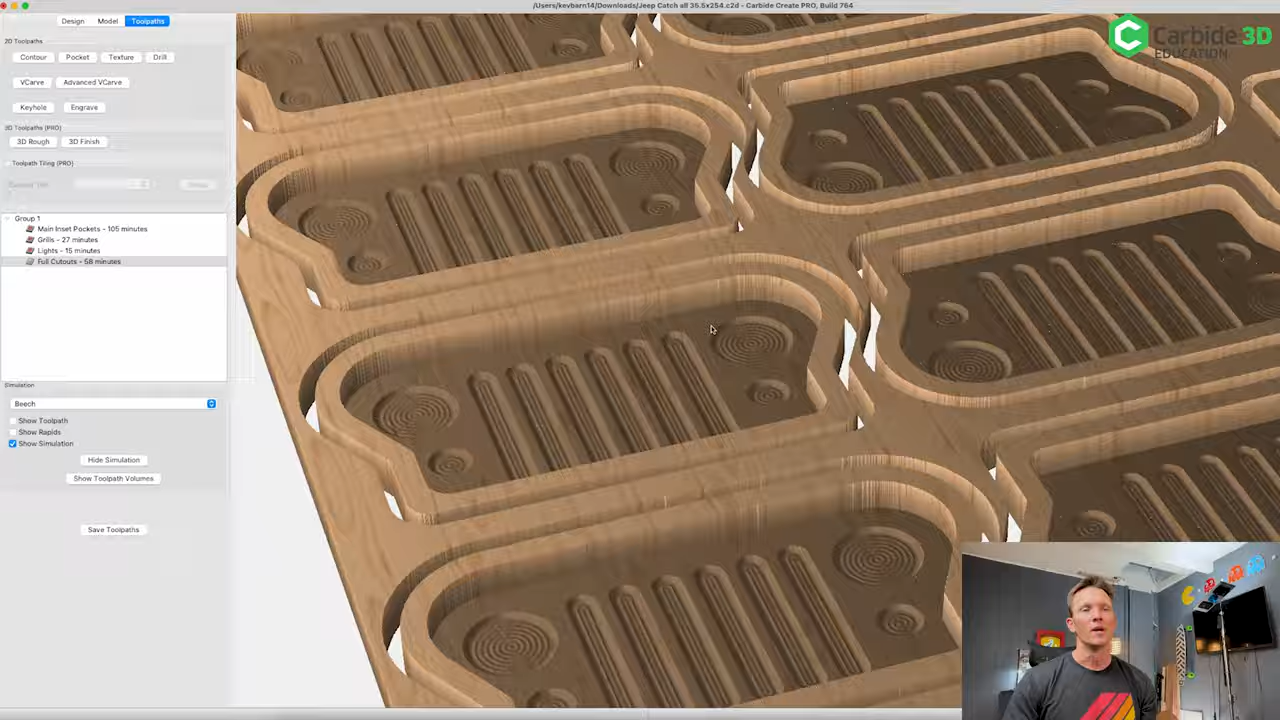 /Users/kevbarn14/Downloads/Jeep Catch all 35.5x254.c2d - Carbide Create PRO, Build 764
Design Model Toolpaths
Carbide 3D
EDUCATION
2D Toolpaths
Contour Pocket Texture Drill
VCarve Advanced VCarve
Keyhole Engrave
3D Toolpaths (PRO)
3D Rough 3D Finish
Toolpath Tiling (PRO)
Group 1
Main Inset Pockets - 105 minutes
Grills - 27 minutes
Lights - 15 minutes
Full Cutouts - 58 minutes
Simulation
Beech
Show Toolpath
Show Rapids
Show Simulation
Hide Simulation
Show Toolpath Volumes
Save Toolpaths